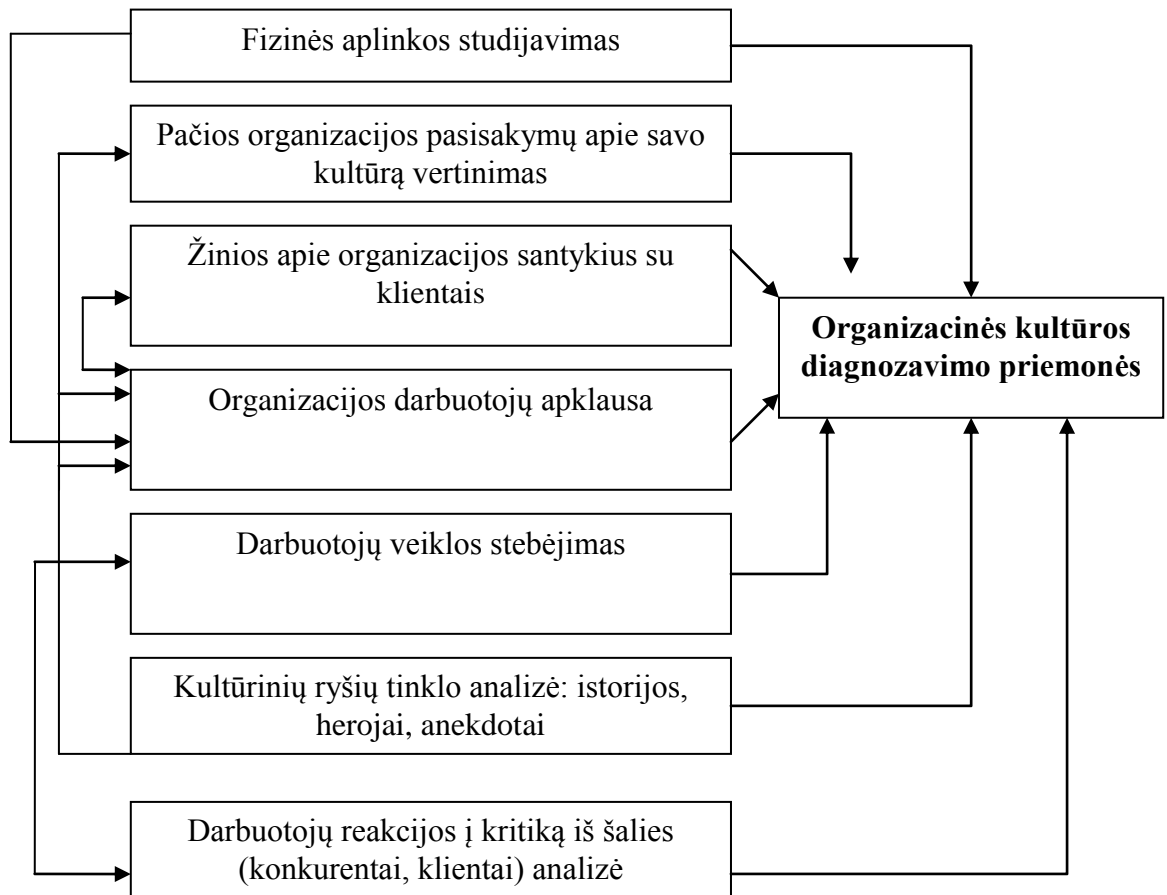 Fizinės aplinkos studijavimas
Pačios organizacijos pasisakymų apie savo
kultūrą vertinimas
Žinios apie organizacijos santykius su
klientais
Organizacijos darbuotojų apklausa
Darbuotojų veiklos stebėjimas
Kultūrinių ryšių tinklo analizė: istorijos,
herojai, anekdotai
Darbuotojų reakcijos į kritiką iš šalies
(konkurentai, klientai) analizė
Organizacinės kultūros
diagnozavimo priemonės